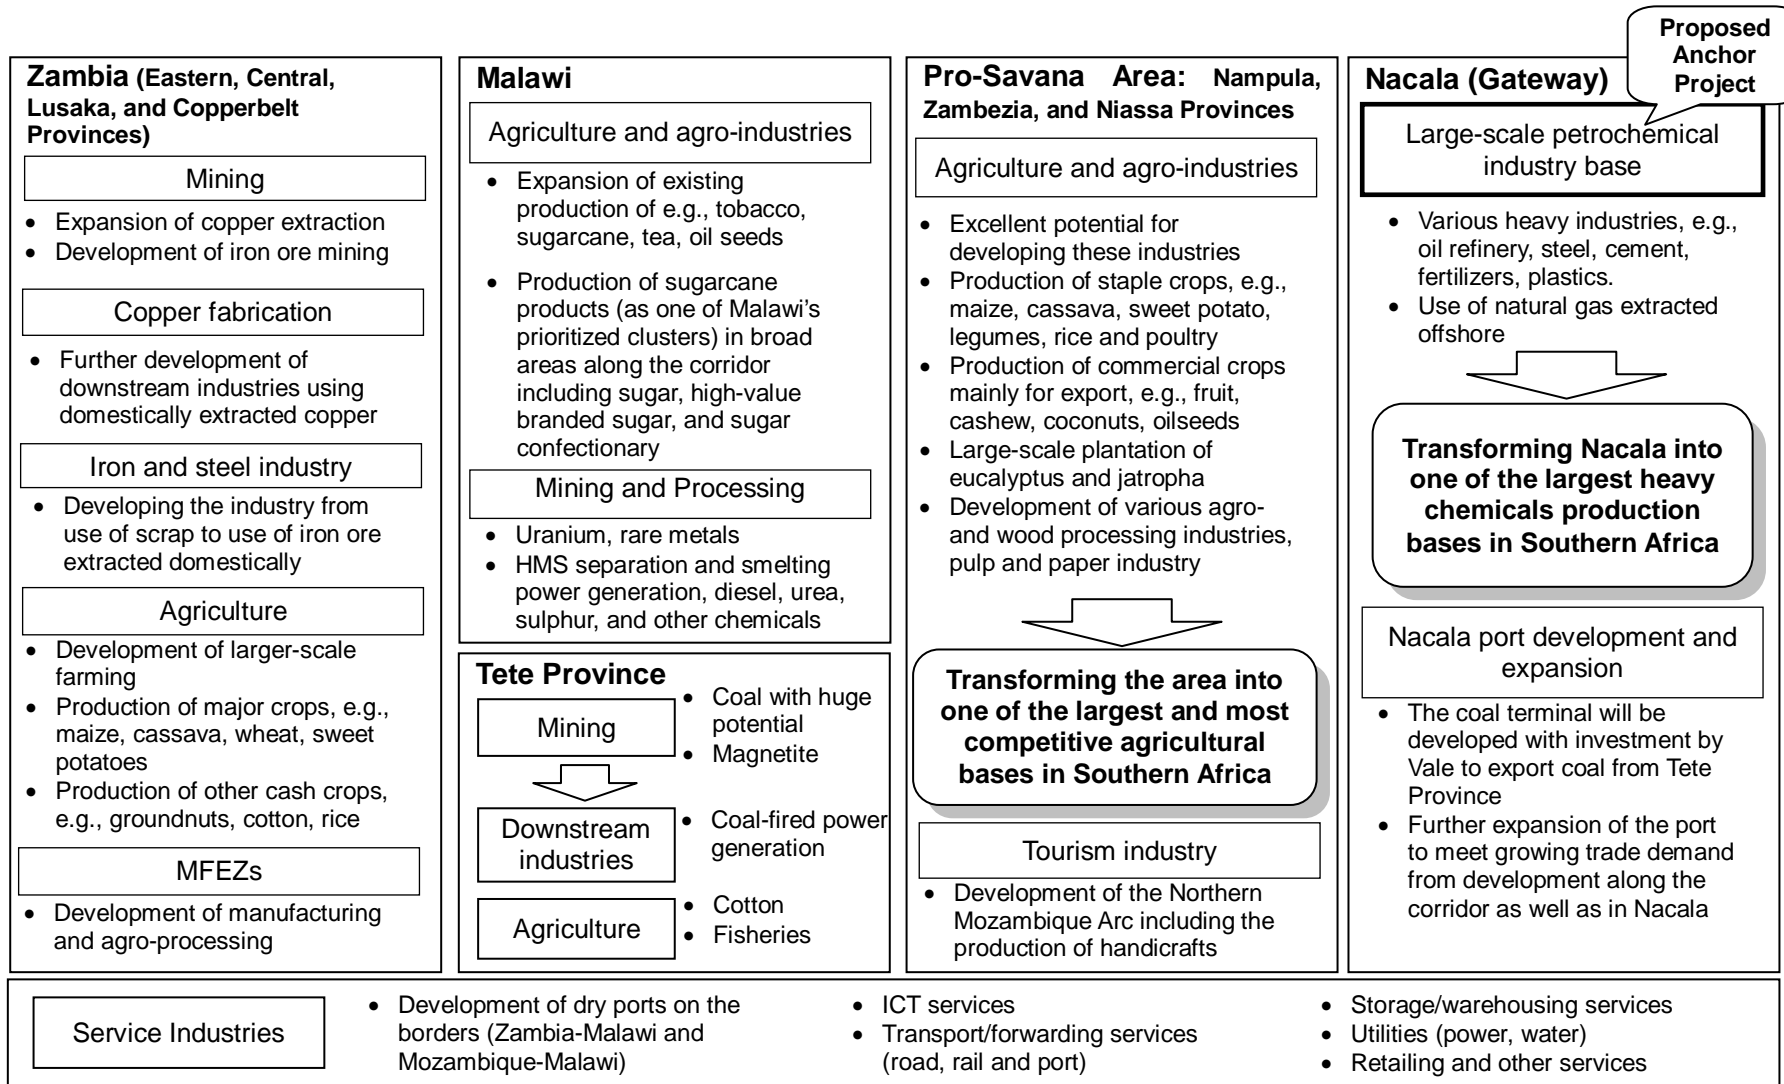 Proposed
Anchor
Project
Zambia (Eastern, Central,
Lusaka, and Copperbelt
Provinces)
Mining
• Expansion of copper extraction
• Development of iron ore mining
Copper fabrication
• Further development of
downstream industries using
domestically extracted copper
Iron and steel industry
• Developing the industry from
use of scrap to use of iron ore
extracted domestically
Agriculture
• Development of larger-scale
farming
• Production of major crops, e.g.,
maize, cassava, wheat, sweet
potatoes
• Production of other cash crops,
e.g., groundnuts, cotton, rice
MFEZs
• Development of manufacturing
and agro-processing
Malawi
Agriculture and agro-industries
• Expansion of existing
production of e.g., tobacco,
sugarcane, tea, oil seeds
• Production of sugarcane
products (as one of Malawi's
prioritized clusters) in broad
areas along the corridor
including sugar, high-value
branded sugar, and sugar
confectionary
Mining and Processing
• Uranium, rare metals
• HMS separation and smelting
power generation, diesel, urea,
sulphur, and other chemicals
Tete Province
Mining
• Coal with huge
potential
• Magnetite
Downstream
industries
• Coal-fired power
generation
Agriculture
• Cotton
• Fisheries
Pro-Savana Area: Nampula,
Zambezia, and Niassa Provinces
Agriculture and agro-industries
• Excellent potential for
developing these industries
• Production of staple crops, e.g.,
maize, cassava, sweet potato,
legumes, rice and poultry
• Production of commercial crops
mainly for export, e.g., fruit,
cashew, coconuts, oilseeds
• Large-scale plantation of
eucalyptus and jatropha
• Development of various agro-
and wood processing industries,
pulp and paper industry
Transforming the area into
one of the largest and most
competitive agricultural
bases in Southern Africa
Tourism industry
• Development of the Northern
Mozambique Arc including the
production of handicrafts
Nacala (Gateway)
Large-scale petrochemical
industry base
• Various heavy industries, e.g.,
oil refinery, steel, cement,
fertilizers, plastics.
• Use of natural gas extracted
offshore
Transforming Nacala into
one of the largest heavy
chemicals production
bases in Southern Africa
Nacala port development and
expansion
• The coal terminal will be
developed with investment by
Vale to export coal from Tete
Province
• Further expansion of the port
to meet growing trade demand
from development along the
corridor as well as in Nacala
Service Industries
• Development of dry ports on the
borders (Zambia-Malawi and
Mozambique-Malawi)
• ICT services
• Transport/forwarding services
(road, rail and port)
• Storage/warehousing services
• Utilities (power, water)
• Retailing and other services